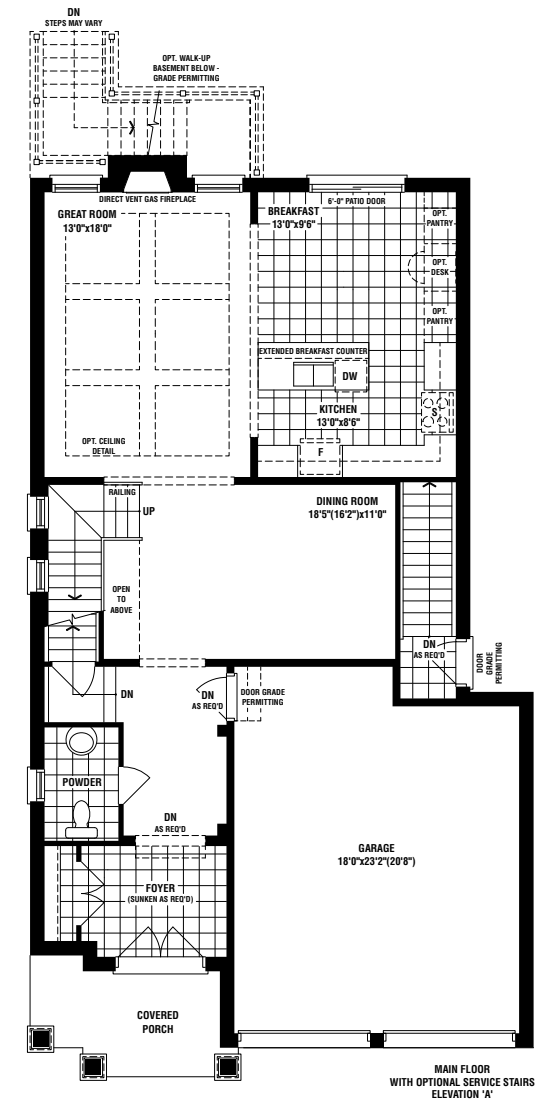 DN
STEPS MAY VARY
OPT. WALK-UP
BASEMENT BELOW -
GRADE PERMITTING
DIRECT VENT GAS FIREPLACE
GREAT ROOM
13'0"x18'0"
BREAKFAST
13'0"x9'6"
6'-0" PATIO DOOR
OPT.
PANTRY
OPT.
DESK
OPT.
PANTRY
EXTENDED BREAKFAST COUNTER
DW
KITCHEN
13'0"x8'6"
S
F
OPT. CEILING
DETAIL
RAILING
UP
DINING ROOM
18'5"(16'2")x11'0"
OPEN
TO
ABOVE
DN
AS REQ'D
DOOR
GRADE
PERMITTING
DN
DN
AS REQ'D
DOOR GRADE
PERMITTING
POWDER
DN
AS REQ'D
GARAGE
18'0"x23'2"(20'8")
FOYER
(SUNKEN AS REQ'D)
COVERED
PORCH
MAIN FLOOR
WITH OPTIONAL SERVICE STAIRS
ELEVATION 'A'